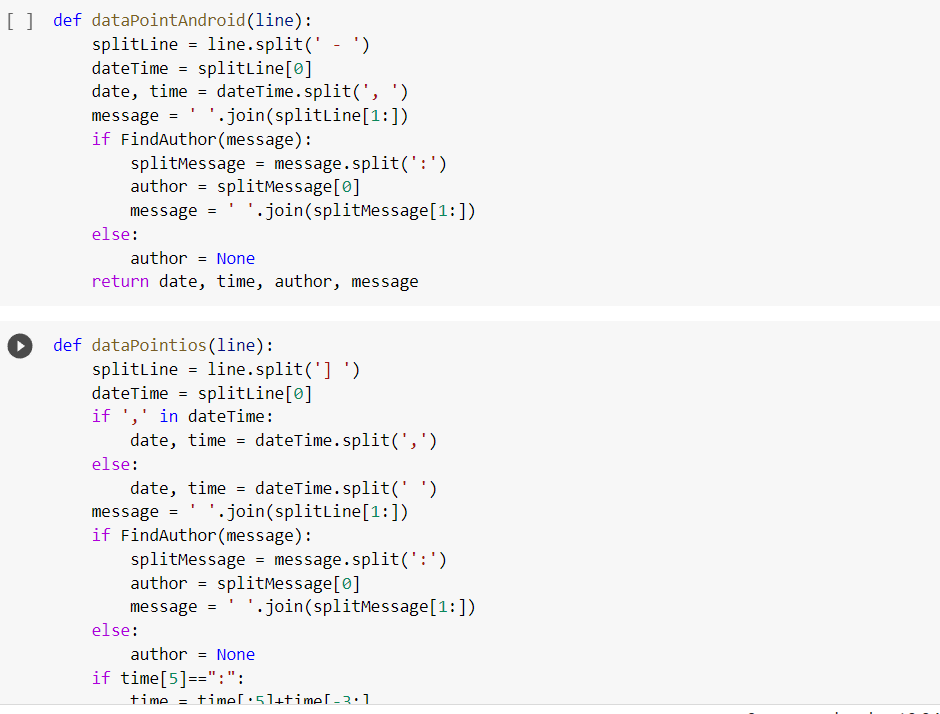 [ ] def dataPointAndroid(line):
    splitLine = line.split(' - ')
    dateTime = splitLine[0]
    date, time = dateTime.split(', ')
    message = ' '.join(splitLine[1:])
    if FindAuthor(message):
        splitMessage = message.split(':')
        author = splitMessage[0]
        message = ' '.join(splitMessage[1:])
    else:
        author = None
    return date, time, author, message
def dataPointios(line):
    splitLine = line.split('] ')
    dateTime = splitLine[0]
    if ',' in dateTime:
        date, time = dateTime.split(',')
    else:
        date, time = dateTime.split(' ')
    message = ' '.join(splitLine[1:])
    if FindAuthor(message):
        splitMessage = message.split(':')
        author = splitMessage[0]
        message = ' '.join(splitMessage[1:])
    else:
        author = None
    if time[5]==":":
        time = time[:5]+time[-3:]